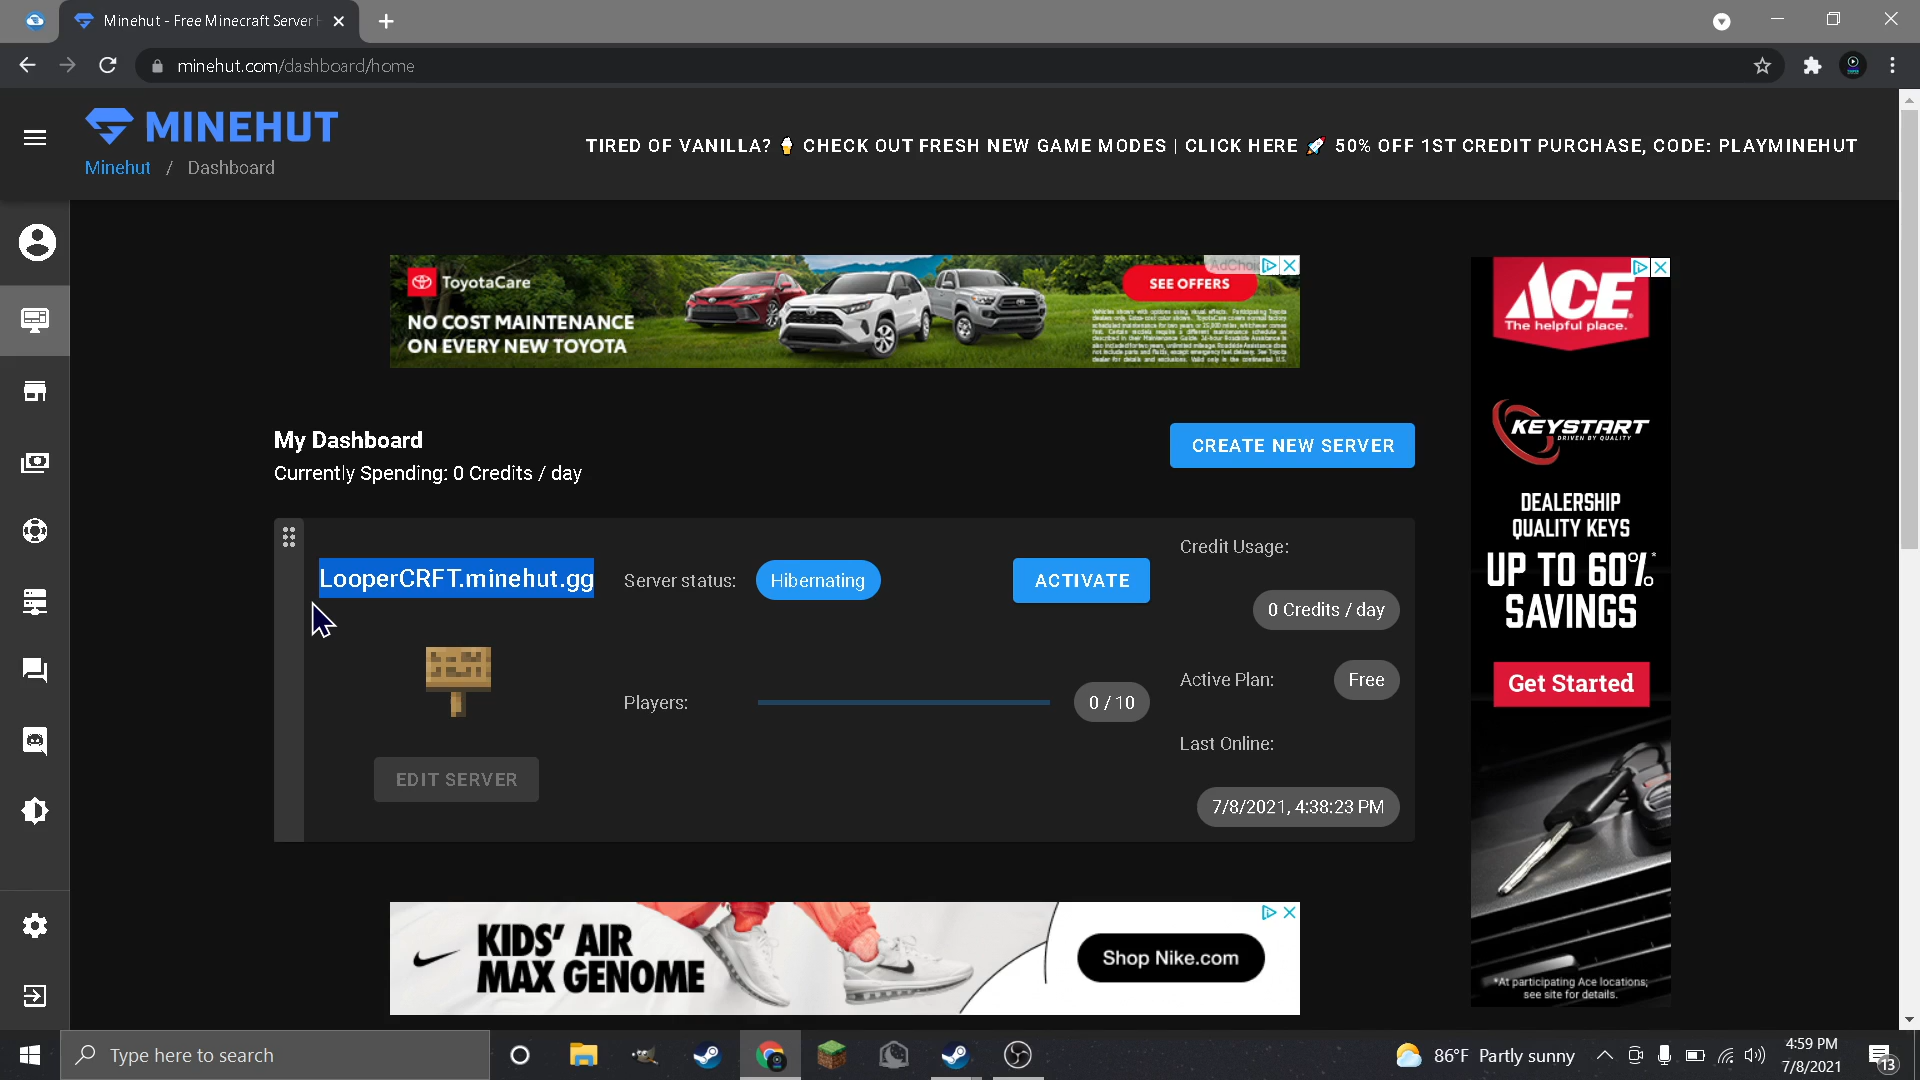 Minehut - Free Minecraft Server H
minehut.com/dashboard/home
MINEHUT
Minehut / Dashboard
TIRED OF VANILLA? 🍦 CHECK OUT FRESH NEW GAME MODES | CLICK HERE 🚀 50% OFF 1ST CREDIT PURCHASE, CODE: PLAYMINEHUT
ToyotaCare
NO COST MAINTENANCE
ON EVERY NEW TOYOTA
SEE OFFERS
ACE
The helpful place.
KEYSTART
DRIVEN BY QUALITY
DEALERSHIP
QUALITY KEYS
UP TO 60%*
SAVINGS
Get Started
*At participating Ace locations;
see site for details.
My Dashboard
Currently Spending: 0 Credits / day
CREATE NEW SERVER
LooperCRFT.minehut.gg
Server status:
Hibernating
ACTIVATE
Credit Usage:
0 Credits / day
Players:
0 / 10
Active Plan:
Free
Last Online:
7/8/2021, 4:38:23 PM
EDIT SERVER
KIDS' AIR
MAX GENOME
Shop Nike.com
Type here to search
86°F Partly sunny
4:59 PM
7/8/2021
13